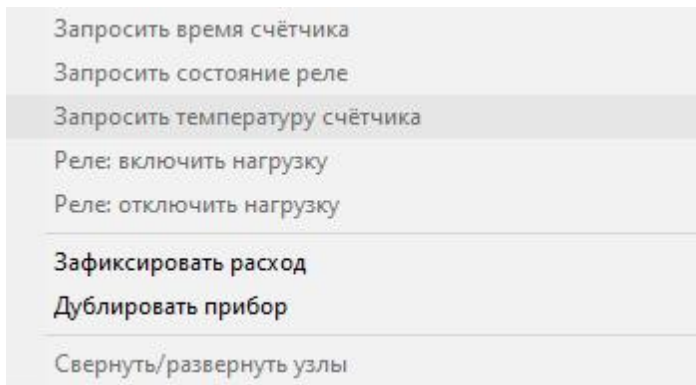 Запросить время счётчика
Запросить состояние реле
Запросить температуру счётчика
Реле: включить нагрузку
Реле: отключить нагрузку
Зафиксировать расход
Дублировать прибор
Свернуть/развернуть узлы